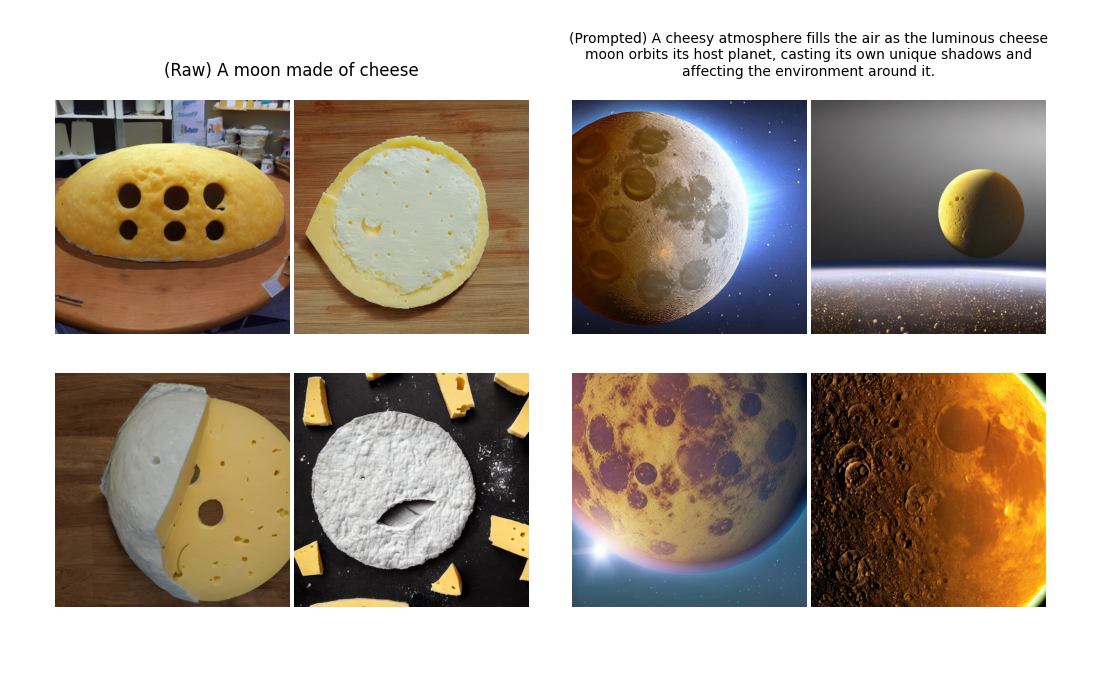 (Raw) A moon made of cheese
(Prompted) A cheesy atmosphere fills the air as the luminous cheese
moon orbits its host planet, casting its own unique shadows and
affecting the environment around it.